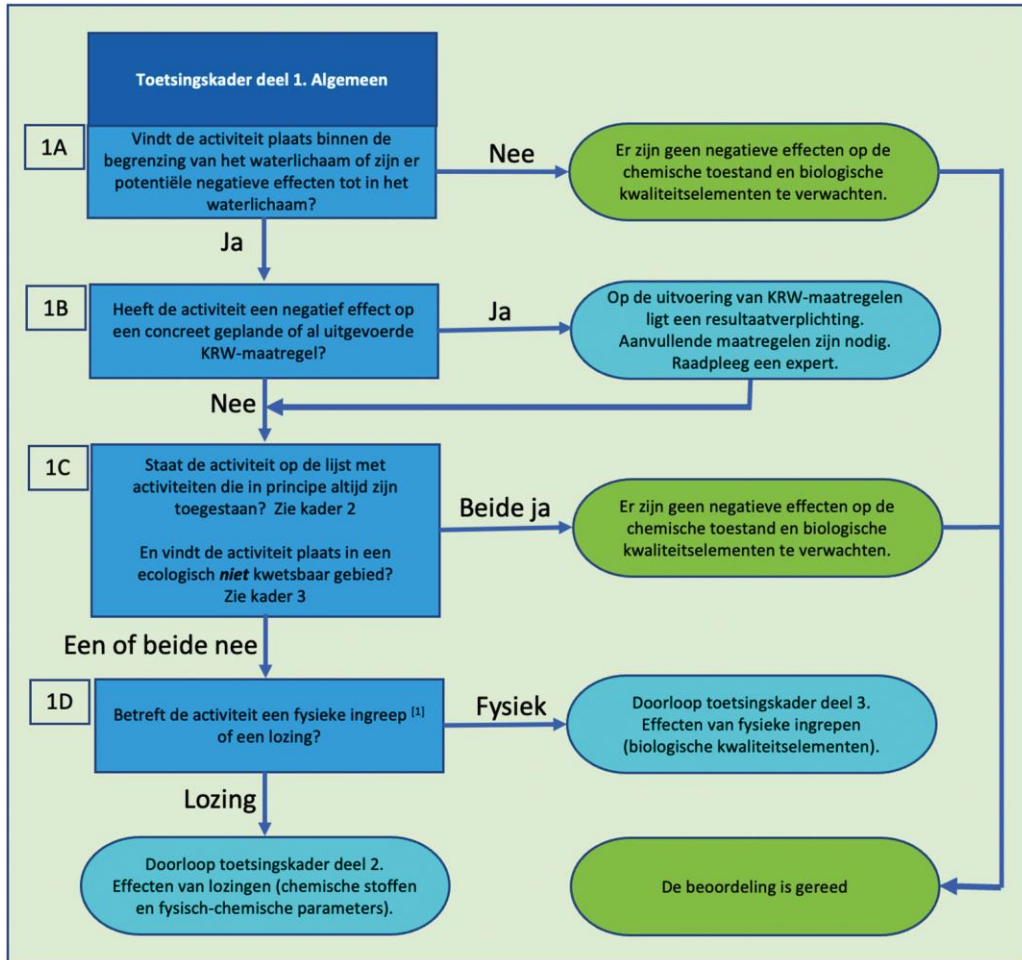 Toetsingskader deel 1. Algemeen
1A
Vindt de activiteit plaats binnen de
begrenzing van het waterlichaam of zijn er
potentiële negatieve effecten tot in het
waterlichaam?
Nee
Er zijn geen negatieve effecten op de
chemische toestand en biologische
kwaliteitselementen te verwachten.
Ja
1B
Heeft de activiteit een negatief effect op
een concreet geplande of al uitgevoerde
KRW-maatregel?
Ja
Op de uitvoering van KRW-maatregelen
ligt een resultaatverplichting.
Aanvullende maatregelen zijn nodig.
Raadpleeg een expert.
Nee
1C
Staat de activiteit op de lijst met
activiteiten die in principe altijd zijn
toegestaan? Zie kader 2
En vindt de activiteit plaats in een
ecologisch niet kwetsbaar gebied?
Zie kader 3
Beide ja
Er zijn geen negatieve effecten op de
chemische toestand en biologische
kwaliteitselementen te verwachten.
Een of beide nee
1D
Betreft de activiteit een fysieke ingreep [1]
of een lozing?
Fysiek
Doorloop toetsingskader deel 3.
Effecten van fysieke ingrepen
(biologische kwaliteitselementen).
Lozing
Doorloop toetsingskader deel 2.
Effecten van lozingen (chemische stoffen
en fysisch-chemische parameters).
De beoordeling is gereed